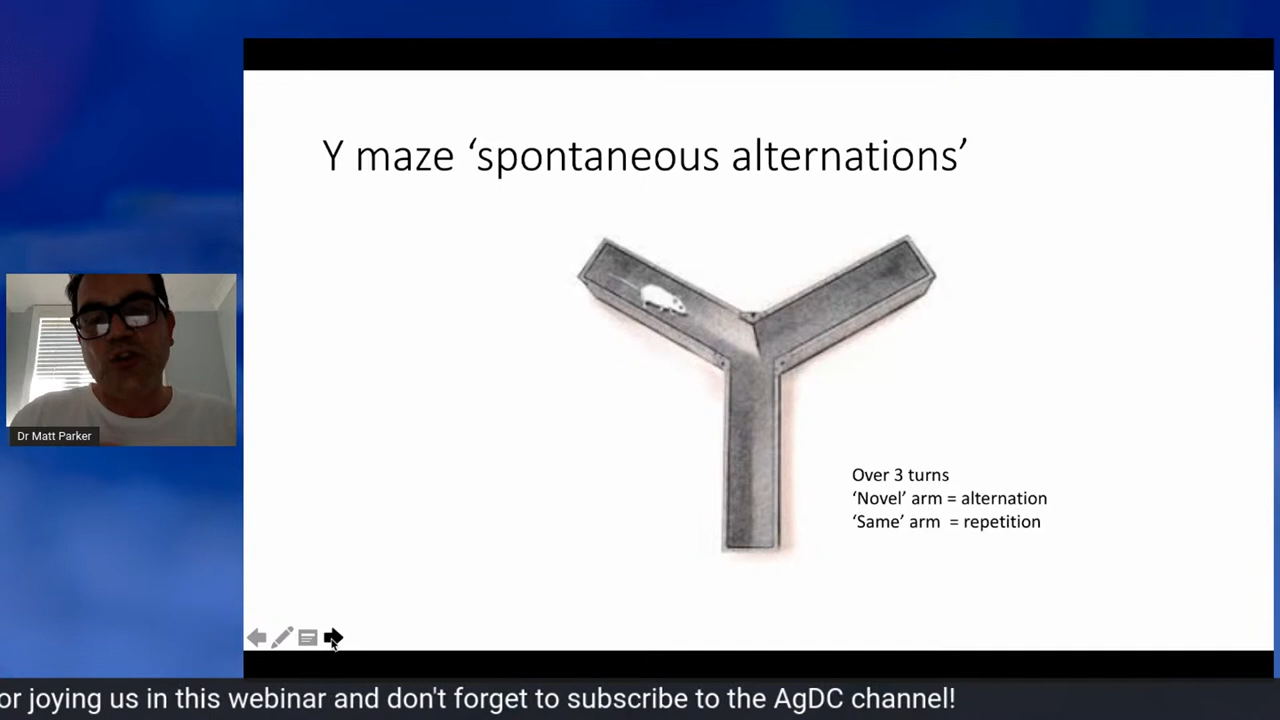 Y maze ‘spontaneous alternations’
Dr Matt Parker
Over 3 turns
‘Novel’ arm = alternation
‘Same’ arm = repetition
or joying us in this webinar and don't forget to subscribe to the AgDC channel!